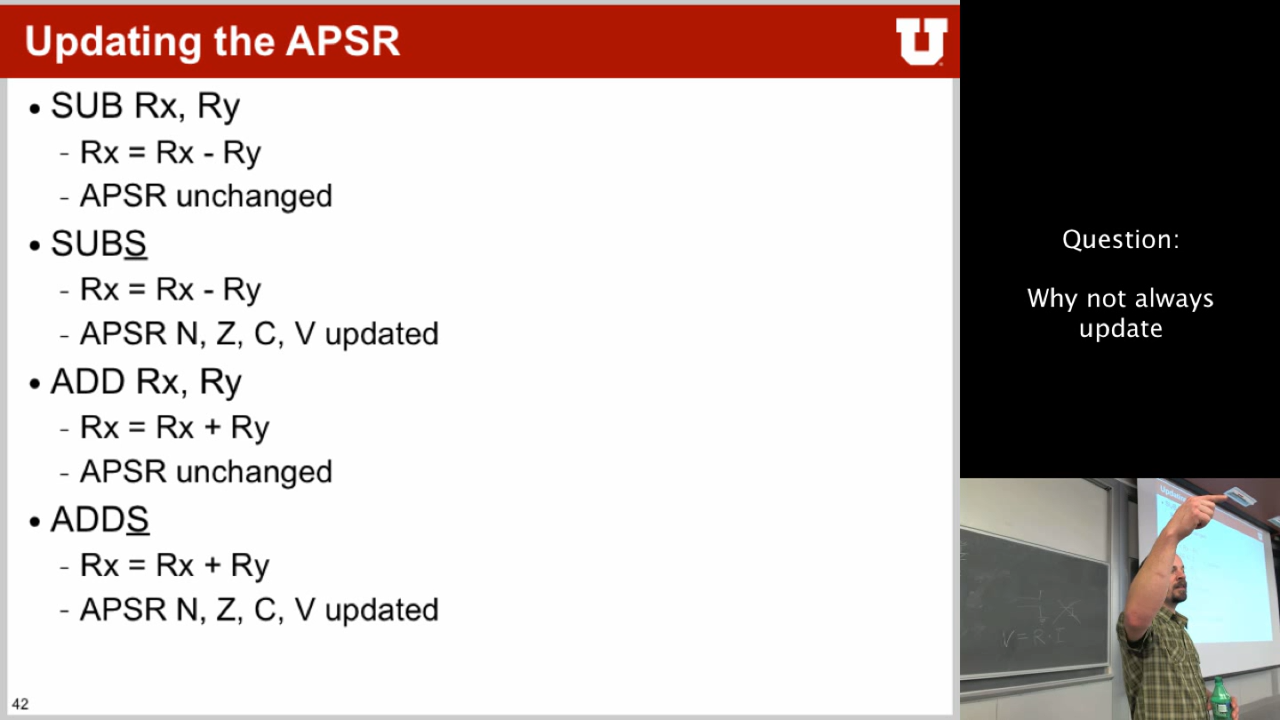 Updating the APSR
U
• SUB Rx, Ry
- Rx = Rx - Ry
- APSR unchanged
• SUBS
- Rx = Rx - Ry
- APSR N, Z, C, V updated
• ADD Rx, Ry
- Rx = Rx + Ry
- APSR unchanged
• ADDS
- Rx = Rx + Ry
- APSR N, Z, C, V updated
42
Question:
Why not always
update
V = R · I